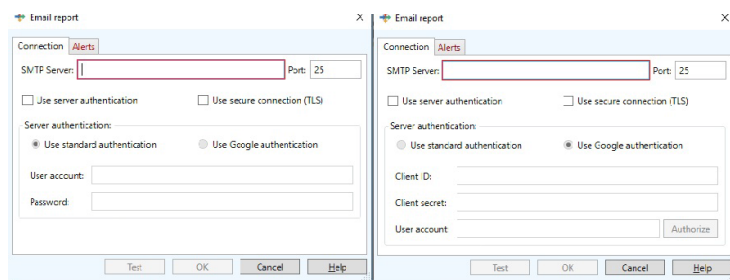 Email report X
Connection Alerts
SMTP Server: Port: 25
Use server authentication Use secure connection (TLS)
Server authentication:
Use standard authentication Use Google authentication
User account:
Password:
Test OK Cancel Help
Email report X
Connection Alerts
SMTP Server: Port: 25
Use server authentication Use secure connection (TLS)
Server authentication:
Use standard authentication Use Google authentication
Client ID:
Client secret:
User account Authorize
Test OK Cancel Help